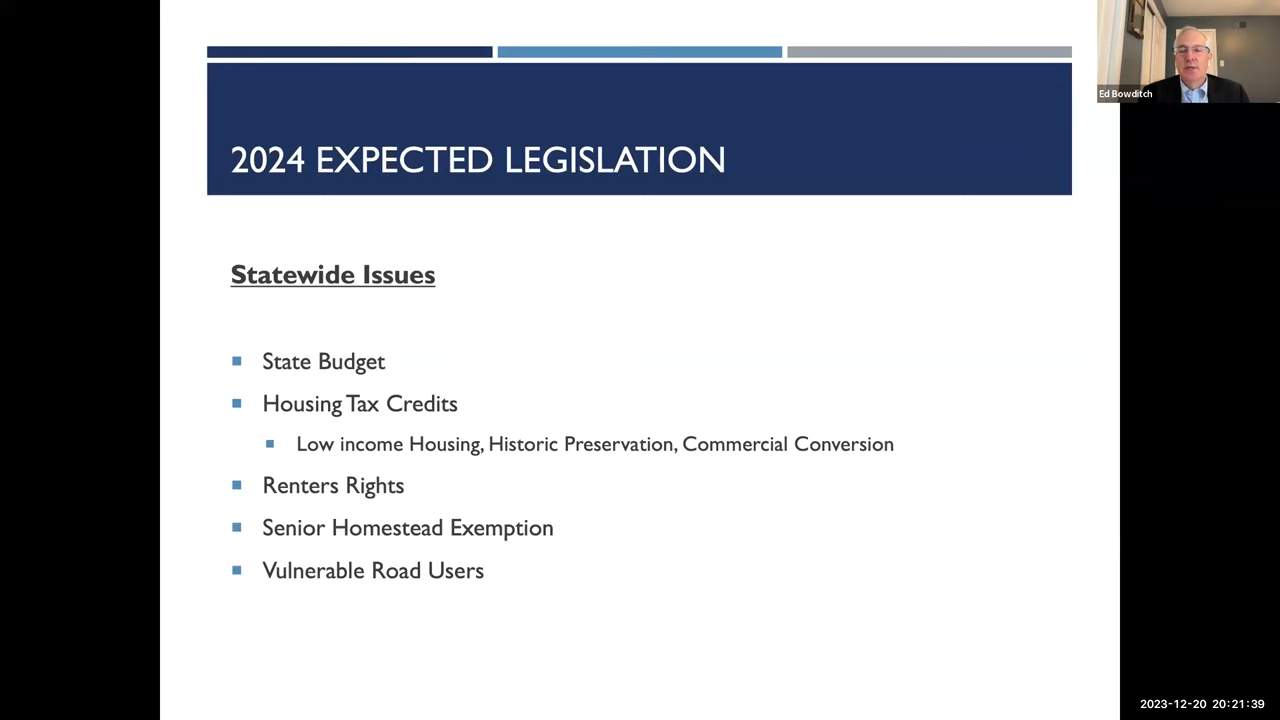 2024 EXPECTED LEGISLATION
Ed Bowditch
Statewide Issues
State Budget
Housing Tax Credits
Low income Housing, Historic Preservation, Commercial Conversion
Renters Rights
Senior Homestead Exemption
Vulnerable Road Users
2023-12-20 20:21:39